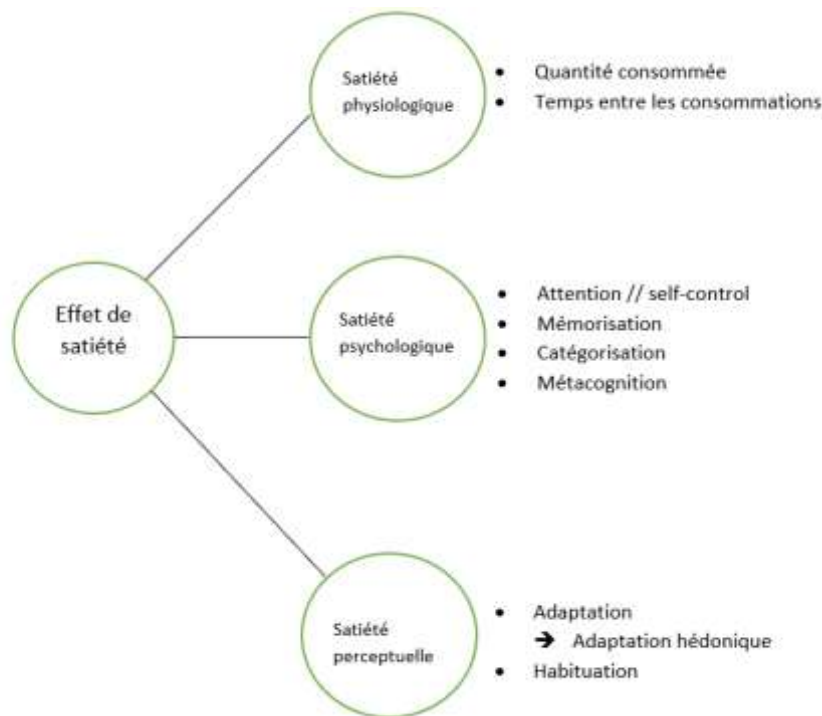 Satiété
physiologique
• Quantité consommée
• Temps entre les consommations
Effet de
satiété
Satiété
psychologique
• Attention // self-control
• Mémorisation
• Catégorisation
• Métacognition
Satiété
perceptuelle
• Adaptation
➔ Adaptation hédonique
• Habituation